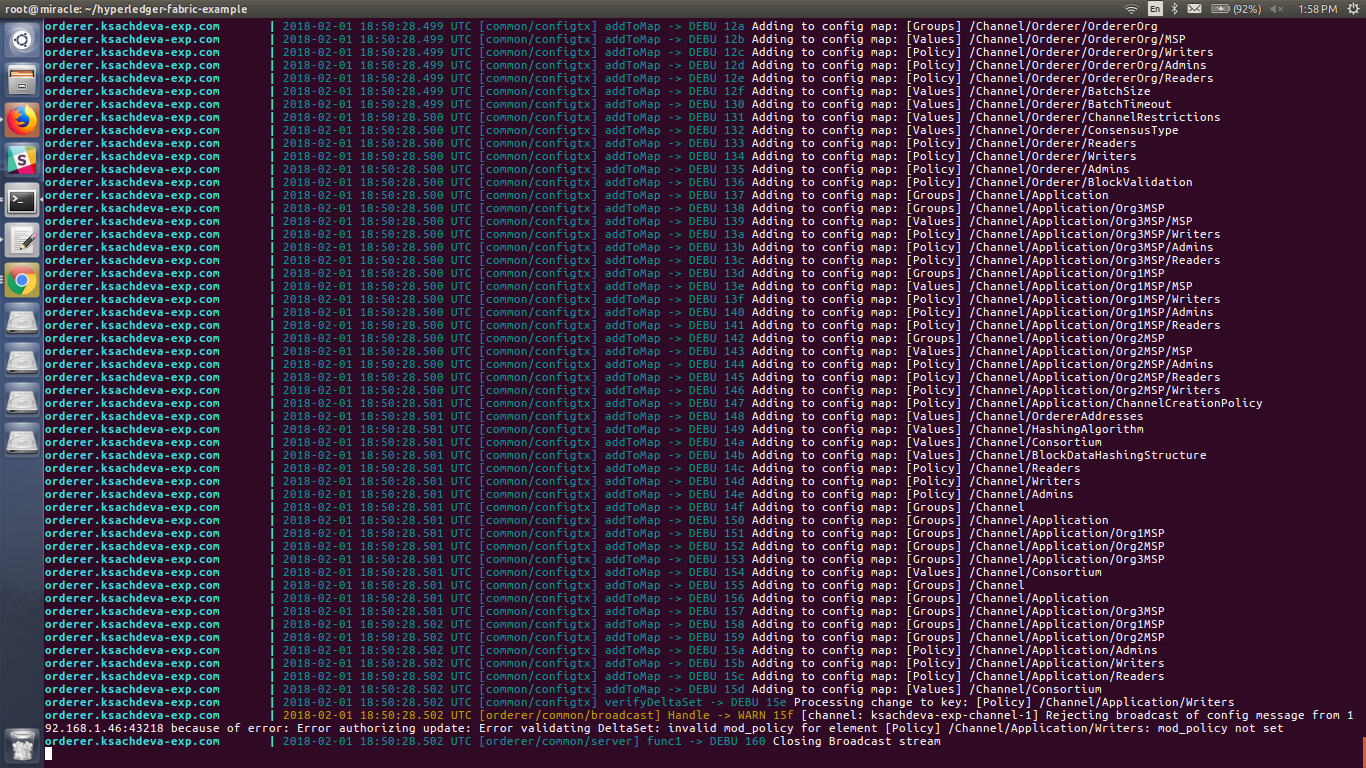 root@miracle: ~/hyperledger-fabric-example En (92%) 1:58 PM
orderer.ksachdeva-exp.com | 2018-02-01 18:50:28.499 UTC [common/configtx] addToMap -> DEBU 12a Adding to config map: [Groups] /Channel/Orderer/OrdererOrg
orderer.ksachdeva-exp.com | 2018-02-01 18:50:28.499 UTC [common/configtx] addToMap -> DEBU 12b Adding to config map: [Values] /Channel/Orderer/OrdererOrg/MSP
orderer.ksachdeva-exp.com | 2018-02-01 18:50:28.499 UTC [common/configtx] addToMap -> DEBU 12c Adding to config map: [Policy] /Channel/Orderer/OrdererOrg/Writers
orderer.ksachdeva-exp.com | 2018-02-01 18:50:28.499 UTC [common/configtx] addToMap -> DEBU 12d Adding to config map: [Policy] /Channel/Orderer/OrdererOrg/Admins
orderer.ksachdeva-exp.com | 2018-02-01 18:50:28.499 UTC [common/configtx] addToMap -> DEBU 12e Adding to config map: [Policy] /Channel/Orderer/OrdererOrg/Readers
orderer.ksachdeva-exp.com | 2018-02-01 18:50:28.499 UTC [common/configtx] addToMap -> DEBU 12f Adding to config map: [Values] /Channel/Orderer/BatchSize
orderer.ksachdeva-exp.com | 2018-02-01 18:50:28.499 UTC [common/configtx] addToMap -> DEBU 130 Adding to config map: [Values] /Channel/Orderer/BatchTimeout
orderer.ksachdeva-exp.com | 2018-02-01 18:50:28.500 UTC [common/configtx] addToMap -> DEBU 131 Adding to config map: [Values] /Channel/Orderer/ChannelRestrictions
orderer.ksachdeva-exp.com | 2018-02-01 18:50:28.500 UTC [common/configtx] addToMap -> DEBU 132 Adding to config map: [Values] /Channel/Orderer/ConsensusType
orderer.ksachdeva-exp.com | 2018-02-01 18:50:28.500 UTC [common/configtx] addToMap -> DEBU 133 Adding to config map: [Policy] /Channel/Orderer/Readers
orderer.ksachdeva-exp.com | 2018-02-01 18:50:28.500 UTC [common/configtx] addToMap -> DEBU 134 Adding to config map: [Policy] /Channel/Orderer/Writers
orderer.ksachdeva-exp.com | 2018-02-01 18:50:28.500 UTC [common/configtx] addToMap -> DEBU 135 Adding to config map: [Policy] /Channel/Orderer/Admins
orderer.ksachdeva-exp.com | 2018-02-01 18:50:28.500 UTC [common/configtx] addToMap -> DEBU 136 Adding to config map: [Policy] /Channel/Orderer/BlockValidation
orderer.ksachdeva-exp.com | 2018-02-01 18:50:28.500 UTC [common/configtx] addToMap -> DEBU 137 Adding to config map: [Groups] /Channel/Application
orderer.ksachdeva-exp.com | 2018-02-01 18:50:28.500 UTC [common/configtx] addToMap -> DEBU 138 Adding to config map: [Groups] /Channel/Application/Org3MSP
orderer.ksachdeva-exp.com | 2018-02-01 18:50:28.500 UTC [common/configtx] addToMap -> DEBU 139 Adding to config map: [Values] /Channel/Application/Org3MSP/MSP
orderer.ksachdeva-exp.com | 2018-02-01 18:50:28.500 UTC [common/configtx] addToMap -> DEBU 13a Adding to config map: [Policy] /Channel/Application/Org3MSP/Writers
orderer.ksachdeva-exp.com | 2018-02-01 18:50:28.500 UTC [common/configtx] addToMap -> DEBU 13b Adding to config map: [Policy] /Channel/Application/Org3MSP/Admins
orderer.ksachdeva-exp.com | 2018-02-01 18:50:28.500 UTC [common/configtx] addToMap -> DEBU 13c Adding to config map: [Policy] /Channel/Application/Org3MSP/Readers
orderer.ksachdeva-exp.com | 2018-02-01 18:50:28.500 UTC [common/configtx] addToMap -> DEBU 13d Adding to config map: [Groups] /Channel/Application/Org1MSP
orderer.ksachdeva-exp.com | 2018-02-01 18:50:28.500 UTC [common/configtx] addToMap -> DEBU 13e Adding to config map: [Values] /Channel/Application/Org1MSP/MSP
orderer.ksachdeva-exp.com | 2018-02-01 18:50:28.500 UTC [common/configtx] addToMap -> DEBU 13f Adding to config map: [Policy] /Channel/Application/Org1MSP/Writers
orderer.ksachdeva-exp.com | 2018-02-01 18:50:28.500 UTC [common/configtx] addToMap -> DEBU 140 Adding to config map: [Policy] /Channel/Application/Org1MSP/Admins
orderer.ksachdeva-exp.com | 2018-02-01 18:50:28.500 UTC [common/configtx] addToMap -> DEBU 141 Adding to config map: [Policy] /Channel/Application/Org1MSP/Readers
orderer.ksachdeva-exp.com | 2018-02-01 18:50:28.500 UTC [common/configtx] addToMap -> DEBU 142 Adding to config map: [Groups] /Channel/Application/Org2MSP
orderer.ksachdeva-exp.com | 2018-02-01 18:50:28.500 UTC [common/configtx] addToMap -> DEBU 143 Adding to config map: [Values] /Channel/Application/Org2MSP/MSP
orderer.ksachdeva-exp.com | 2018-02-01 18:50:28.500 UTC [common/configtx] addToMap -> DEBU 144 Adding to config map: [Policy] /Channel/Application/Org2MSP/Admins
orderer.ksachdeva-exp.com | 2018-02-01 18:50:28.500 UTC [common/configtx] addToMap -> DEBU 145 Adding to config map: [Policy] /Channel/Application/Org2MSP/Readers
orderer.ksachdeva-exp.com | 2018-02-01 18:50:28.500 UTC [common/configtx] addToMap -> DEBU 146 Adding to config map: [Policy] /Channel/Application/Org2MSP/Writers
orderer.ksachdeva-exp.com | 2018-02-01 18:50:28.501 UTC [common/configtx] addToMap -> DEBU 147 Adding to config map: [Policy] /Channel/Application/ChannelCreationPolicy
orderer.ksachdeva-exp.com | 2018-02-01 18:50:28.501 UTC [common/configtx] addToMap -> DEBU 148 Adding to config map: [Values] /Channel/OrdererAddresses
orderer.ksachdeva-exp.com | 2018-02-01 18:50:28.501 UTC [common/configtx] addToMap -> DEBU 149 Adding to config map: [Values] /Channel/HashingAlgorithm
orderer.ksachdeva-exp.com | 2018-02-01 18:50:28.501 UTC [common/configtx] addToMap -> DEBU 14a Adding to config map: [Values] /Channel/Consortium
orderer.ksachdeva-exp.com | 2018-02-01 18:50:28.501 UTC [common/configtx] addToMap -> DEBU 14b Adding to config map: [Values] /Channel/BlockDataHashingStructure
orderer.ksachdeva-exp.com | 2018-02-01 18:50:28.501 UTC [common/configtx] addToMap -> DEBU 14c Adding to config map: [Policy] /Channel/Readers
orderer.ksachdeva-exp.com | 2018-02-01 18:50:28.501 UTC [common/configtx] addToMap -> DEBU 14d Adding to config map: [Policy] /Channel/Writers
orderer.ksachdeva-exp.com | 2018-02-01 18:50:28.501 UTC [common/configtx] addToMap -> DEBU 14e Adding to config map: [Policy] /Channel/Admins
orderer.ksachdeva-exp.com | 2018-02-01 18:50:28.501 UTC [common/configtx] addToMap -> DEBU 14f Adding to config map: [Groups] /Channel
orderer.ksachdeva-exp.com | 2018-02-01 18:50:28.501 UTC [common/configtx] addToMap -> DEBU 150 Adding to config map: [Groups] /Channel/Application
orderer.ksachdeva-exp.com | 2018-02-01 18:50:28.501 UTC [common/configtx] addToMap -> DEBU 151 Adding to config map: [Groups] /Channel/Application/Org1MSP
orderer.ksachdeva-exp.com | 2018-02-01 18:50:28.501 UTC [common/configtx] addToMap -> DEBU 152 Adding to config map: [Groups] /Channel/Application/Org2MSP
orderer.ksachdeva-exp.com | 2018-02-01 18:50:28.501 UTC [common/configtx] addToMap -> DEBU 153 Adding to config map: [Groups] /Channel/Application/Org3MSP
orderer.ksachdeva-exp.com | 2018-02-01 18:50:28.501 UTC [common/configtx] addToMap -> DEBU 154 Adding to config map: [Values] /Channel/Consortium
orderer.ksachdeva-exp.com | 2018-02-01 18:50:28.501 UTC [common/configtx] addToMap -> DEBU 155 Adding to config map: [Groups] /Channel
orderer.ksachdeva-exp.com | 2018-02-01 18:50:28.501 UTC [common/configtx] addToMap -> DEBU 156 Adding to config map: [Groups] /Channel/Application
orderer.ksachdeva-exp.com | 2018-02-01 18:50:28.502 UTC [common/configtx] addToMap -> DEBU 157 Adding to config map: [Groups] /Channel/Application/Org3MSP
orderer.ksachdeva-exp.com | 2018-02-01 18:50:28.502 UTC [common/configtx] addToMap -> DEBU 158 Adding to config map: [Groups] /Channel/Application/Org1MSP
orderer.ksachdeva-exp.com | 2018-02-01 18:50:28.502 UTC [common/configtx] addToMap -> DEBU 159 Adding to config map: [Groups] /Channel/Application/Org2MSP
orderer.ksachdeva-exp.com | 2018-02-01 18:50:28.502 UTC [common/configtx] addToMap -> DEBU 15a Adding to config map: [Policy] /Channel/Application/Admins
orderer.ksachdeva-exp.com | 2018-02-01 18:50:28.502 UTC [common/configtx] addToMap -> DEBU 15b Adding to config map: [Policy] /Channel/Application/Writers
orderer.ksachdeva-exp.com | 2018-02-01 18:50:28.502 UTC [common/configtx] addToMap -> DEBU 15c Adding to config map: [Policy] /Channel/Application/Readers
orderer.ksachdeva-exp.com | 2018-02-01 18:50:28.502 UTC [common/configtx] addToMap -> DEBU 15d Adding to config map: [Values] /Channel/Consortium
orderer.ksachdeva-exp.com | 2018-02-01 18:50:28.502 UTC [common/configtx] verifyDeltaSet -> DEBU 15e Processing change to key: [Policy] /Channel/Application/Writers
orderer.ksachdeva-exp.com | 2018-02-01 18:50:28.502 UTC [orderer/common/broadcast] Handle -> WARN 15f [channel: ksachdeva-exp-channel-1] Rejecting broadcast of config message from 1
92.168.1.46:43218 because of error: Error authorizing update: Error validating DeltaSet: invalid mod_policy for element [Policy] /Channel/Application/Writers: mod_policy not set
orderer.ksachdeva-exp.com | 2018-02-01 18:50:28.502 UTC [orderer/common/server] func1 -> DEBU 160 Closing Broadcast stream